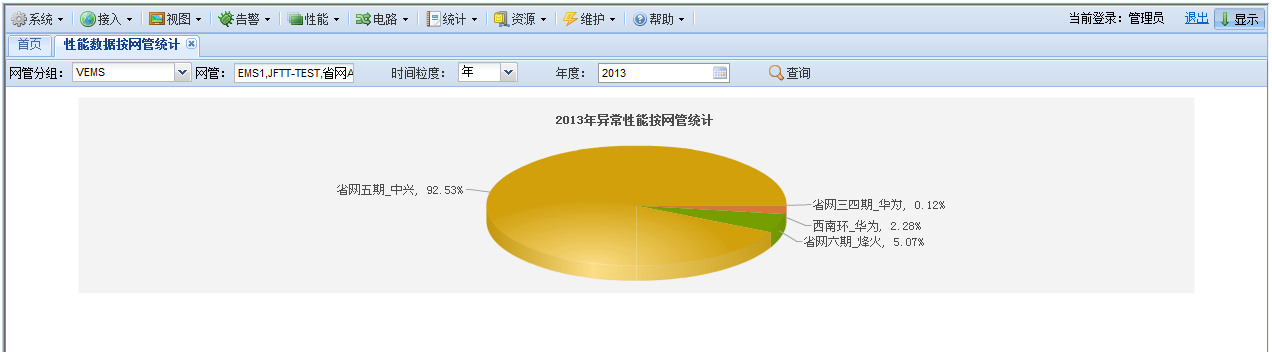 系统 接入 视图 告警 性能 电路 统计 资源 维护 帮助 当前登录：管理员 退出 显示
首页 性能数据按网管统计
网管分组： VEMS 网管： EMS1,JFTT-TEST,省网A 时间粒度： 年 年度： 2013 查询
2013年异常性能按网管统计
省网五期_中兴, 92.53%
省网三四期_华为, 0.12%
西南环_华为, 2.28%
省网六期_烽火, 5.07%